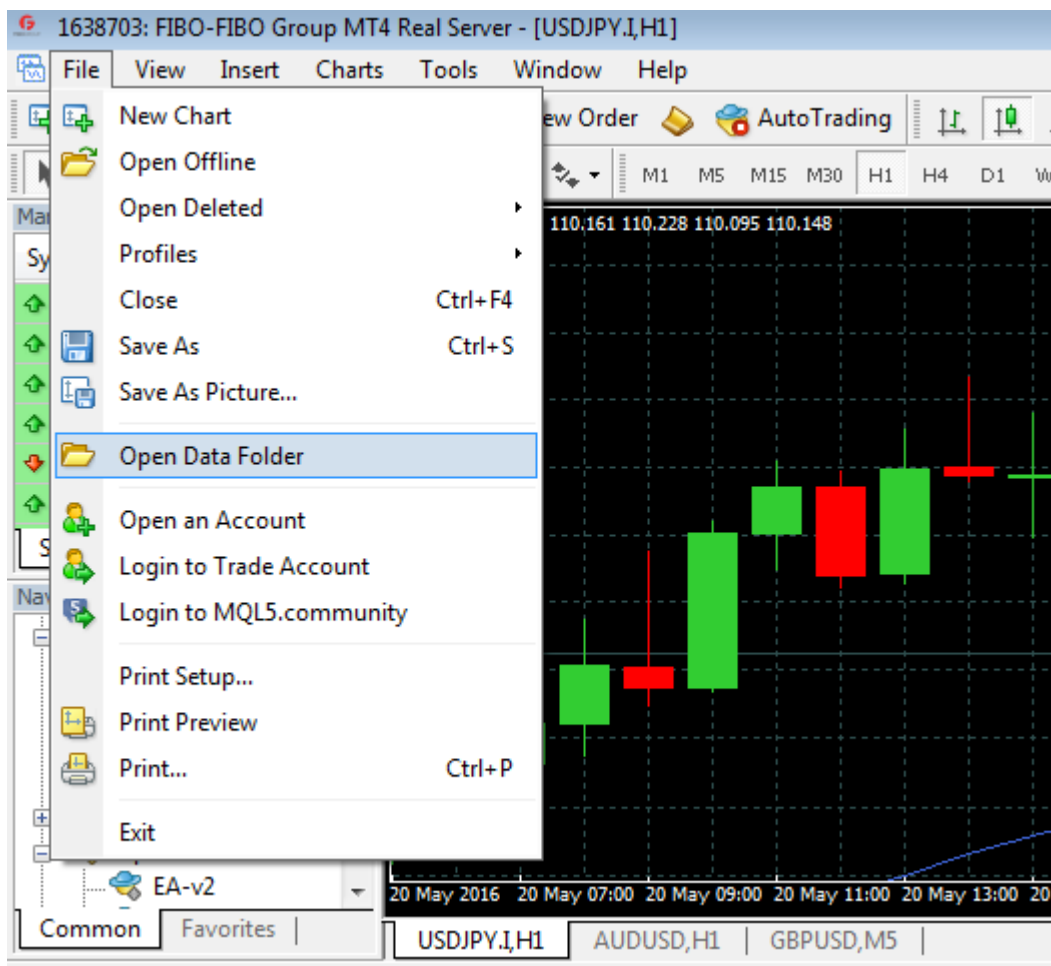 1638703: FIBO-FIBO Group MT4 Real Server - [USDJPY.I,H1]
File View Insert Charts Tools Window Help
New Chart
ew Order AutoTrading
Open Offline
M1 M5 M15 M30 H1 H4 D1
Open Deleted
110.161 110.228 110.095 110.148
Profiles
Close Ctrl+F4
Save As Ctrl+S
Save As Picture...
Open Data Folder
Open an Account
Login to Trade Account
Login to MQL5.community
Print Setup...
Print Preview
Print... Ctrl+P
Exit
EA-v2
20 May 2016 20 May 07:00 20 May 09:00 20 May 11:00 20 May 13:00 20
Common Favorites
USDJPY.I,H1 AUDUSD,H1 GBPUSD,M5